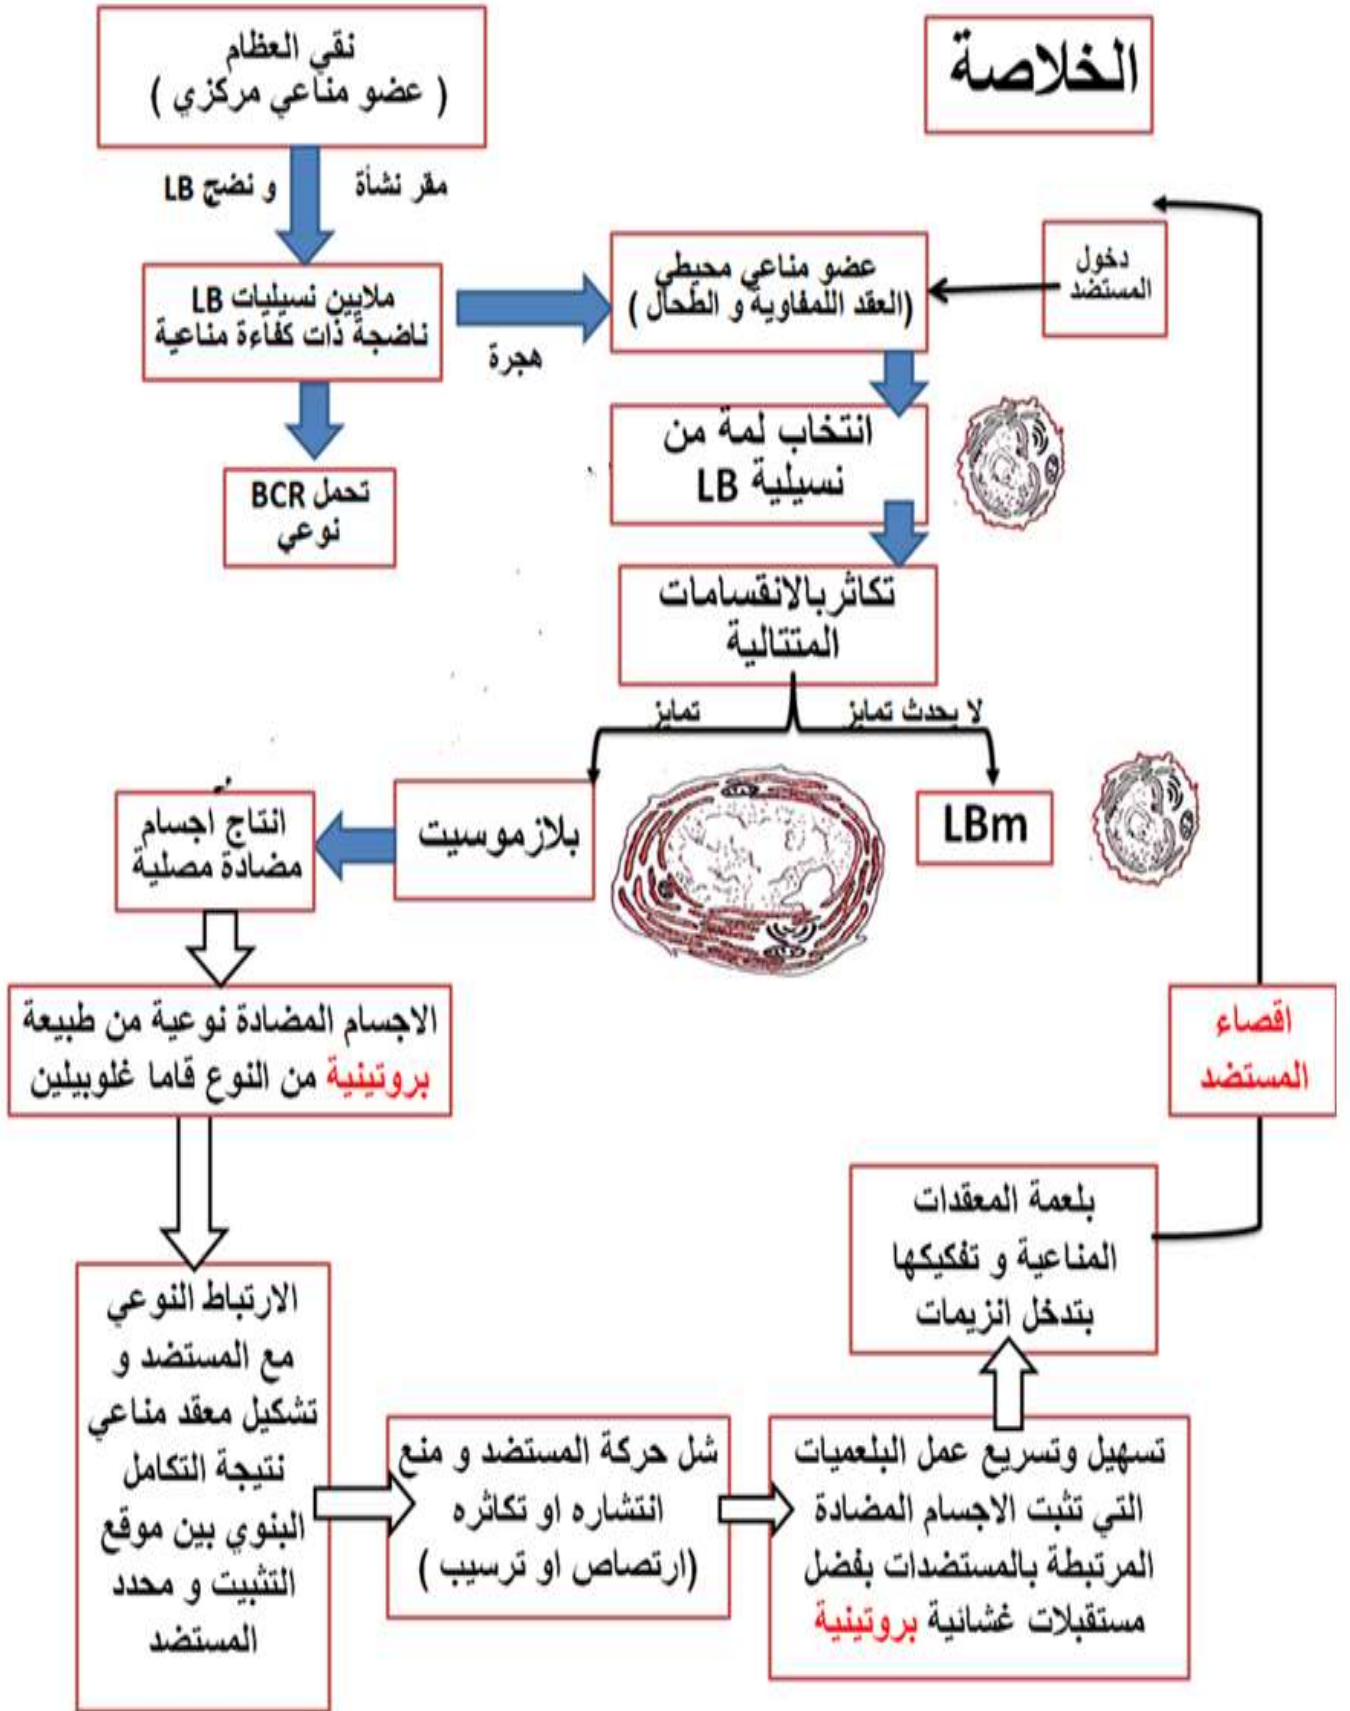 الخلاصة
نقي العظام
( عضو مناعي مركزي )
مقر نشأة
و نضج LB
ملايين نسيليات LB
ناضجة ذات كفاءة مناعية
هجرة
تحمل BCR
نوعي
دخول
المستضد
عضو مناعي محيطي
(العقد اللمفاوية و الطحال )
انتخاب لمة من
نسيلية LB
تكاثربالانقسامات
المتتالية
لا يحدث تمايز
تمايز
LBm
بلازموسيت
انتاج اجسام
مضادة مصلية
الاجسام المضادة نوعية من طبيعة
بروتينية من النوع قاما غلوبيلين
الارتباط النوعي
مع المستضد و
تشكيل معقد مناعي
نتيجة التكامل
البنوي بين موقع
التثبيت و محدد
المستضد
شل حركة المستضد و منع
انتشاره او تكاثره
(ارتصاص او ترسيب )
تسهيل وتسريع عمل البلعميات
التي تثبت الاجسام المضادة
المرتبطة بالمستضدات بفضل
مستقبلات غشائية بروتينية
بلعمة المعقدات
المناعية و تفكيكها
بتدخل انزيمات
اقصاء
المستضد